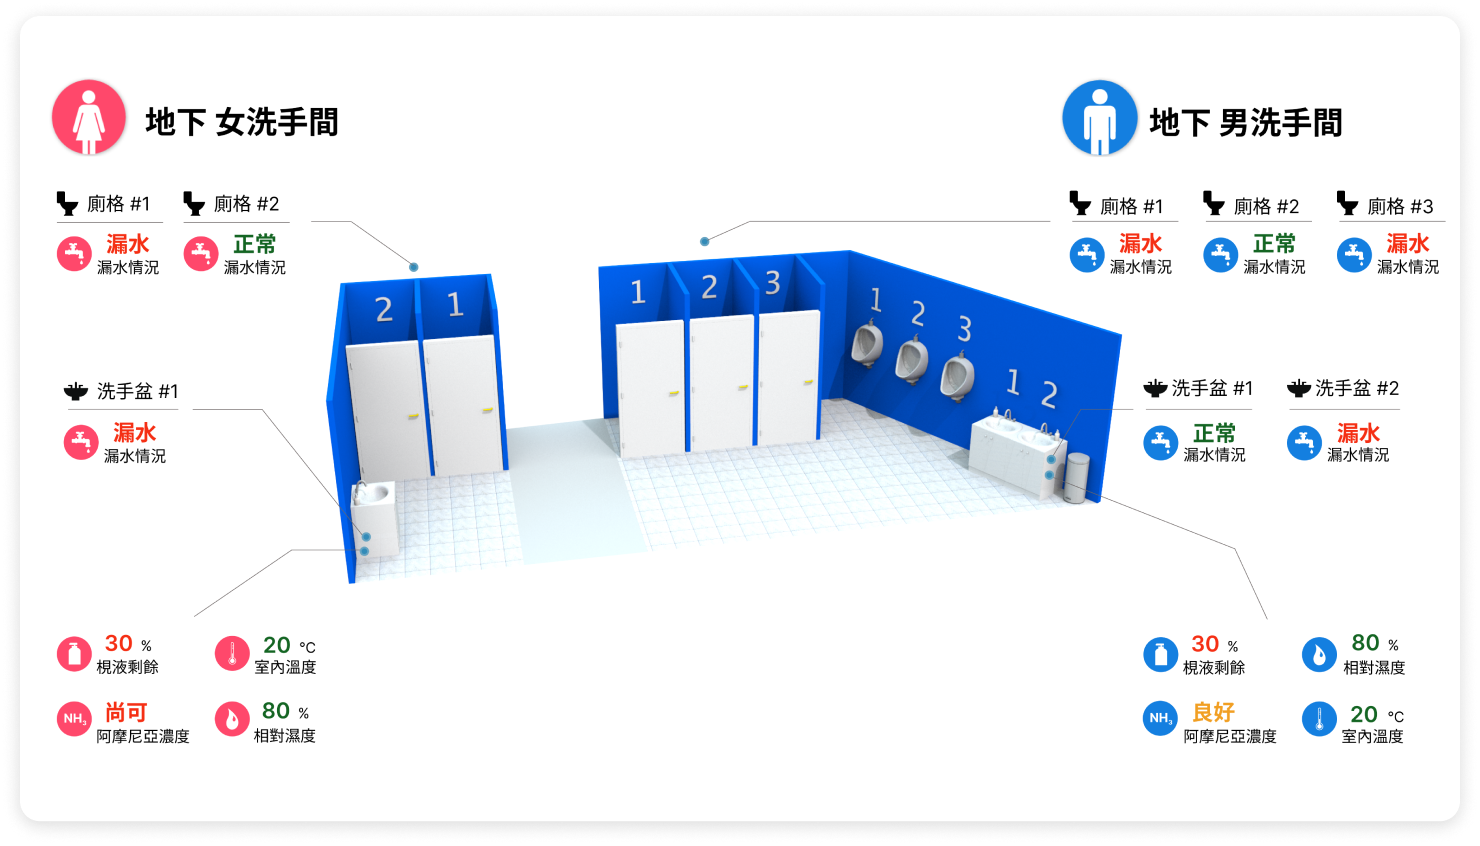 地下 女洗手間
地下 男洗手間
廁格 #1
廁格 #2
漏水
漏水情況
正常
漏水情況
廁格 #1
廁格 #2
廁格 #3
漏水
漏水情況
正常
漏水情況
漏水
漏水情況
2
1
1
2
3
1
2
3
1
2
洗手盆 #1
漏水
漏水情況
洗手盆 #1
洗手盆 #2
正常
漏水情況
漏水
漏水情況
30 %
梘液剩餘
20 °C
室內溫度
NH3
尚可
阿摩尼亞濃度
80 %
相對濕度
30 %
梘液剩餘
80 %
相對濕度
NH3
良好
阿摩尼亞濃度
20 °C
室內溫度